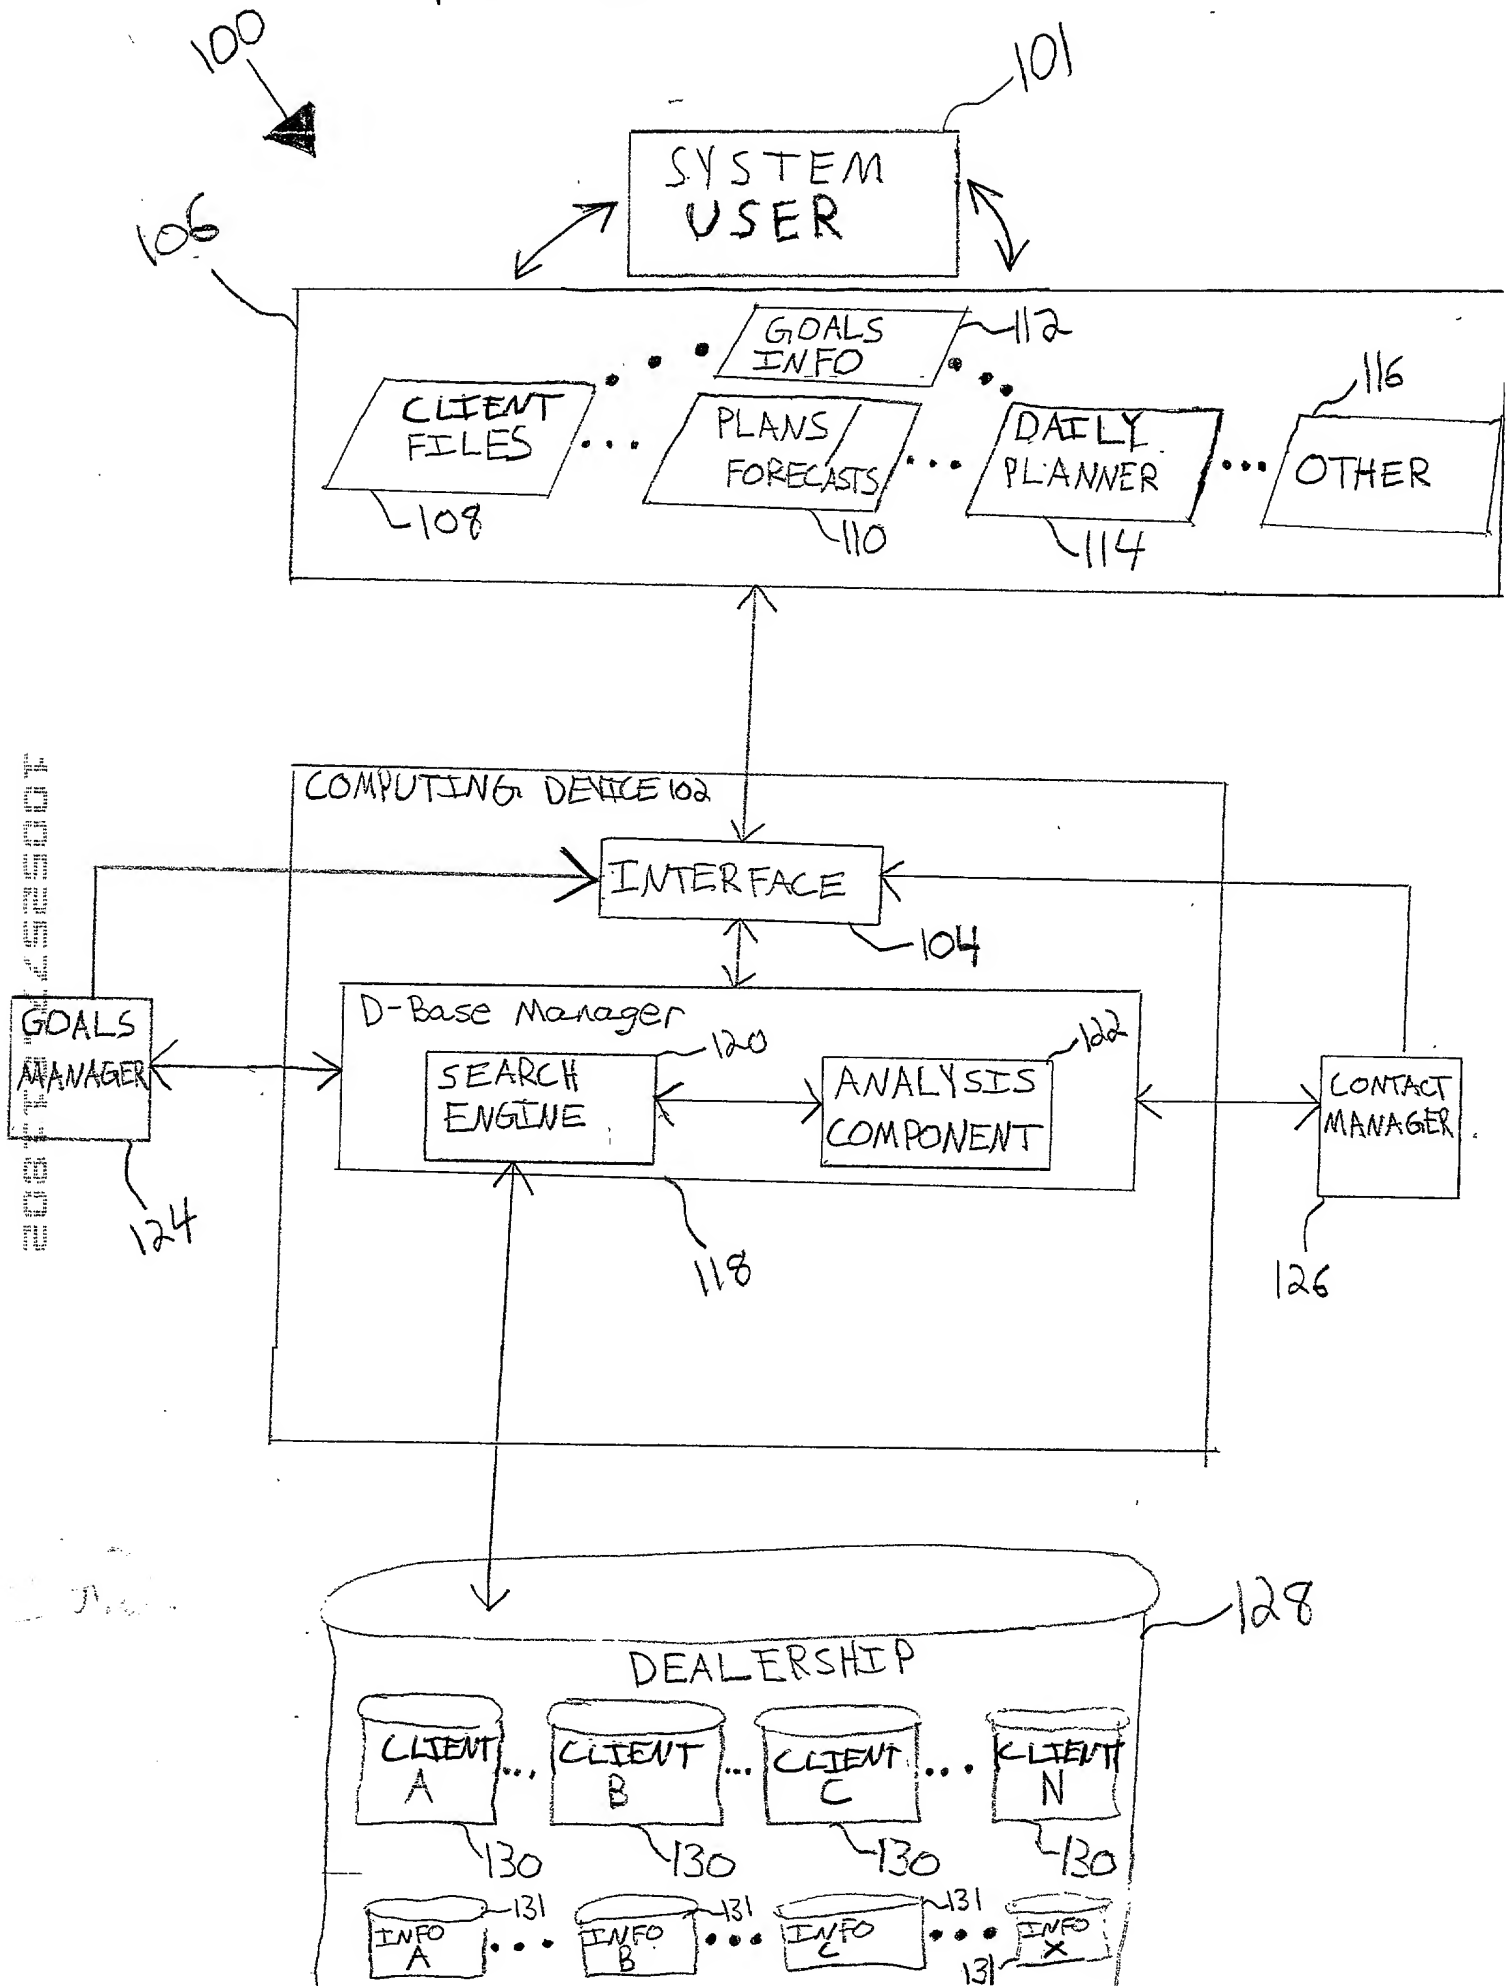 100
101
SYSTEM
USER
106
GOALS
INFO
112
116
CLIENT
FILES
PLANS/
FORECASTS
DAILY
PLANNER
OTHER
108
110
114
COMPUTING DEVICE 102
INTERFACE
104
D-Base Manager
GOALS
MANAGER
120
122
SEARCH
ENGINE
ANALYSIS
COMPONENT
CONTACT
MANAGER
124
118
126
128
DEALERSHIP
CLIENT
A
CLIENT
B
CLIENT
C
CLIENT
N
130
130
130
130
131
131
131
INFO
A
INFO
B
INFO
C
INFO
X
131